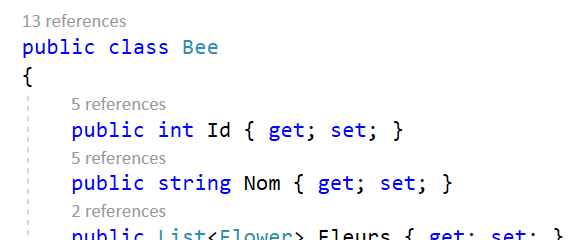 13 references
public class Bee
{
5 references
public int Id { get; set; }
5 references
public string Nom { get; set; }
2 references
public List<Flower> Fleurs { get; set; }